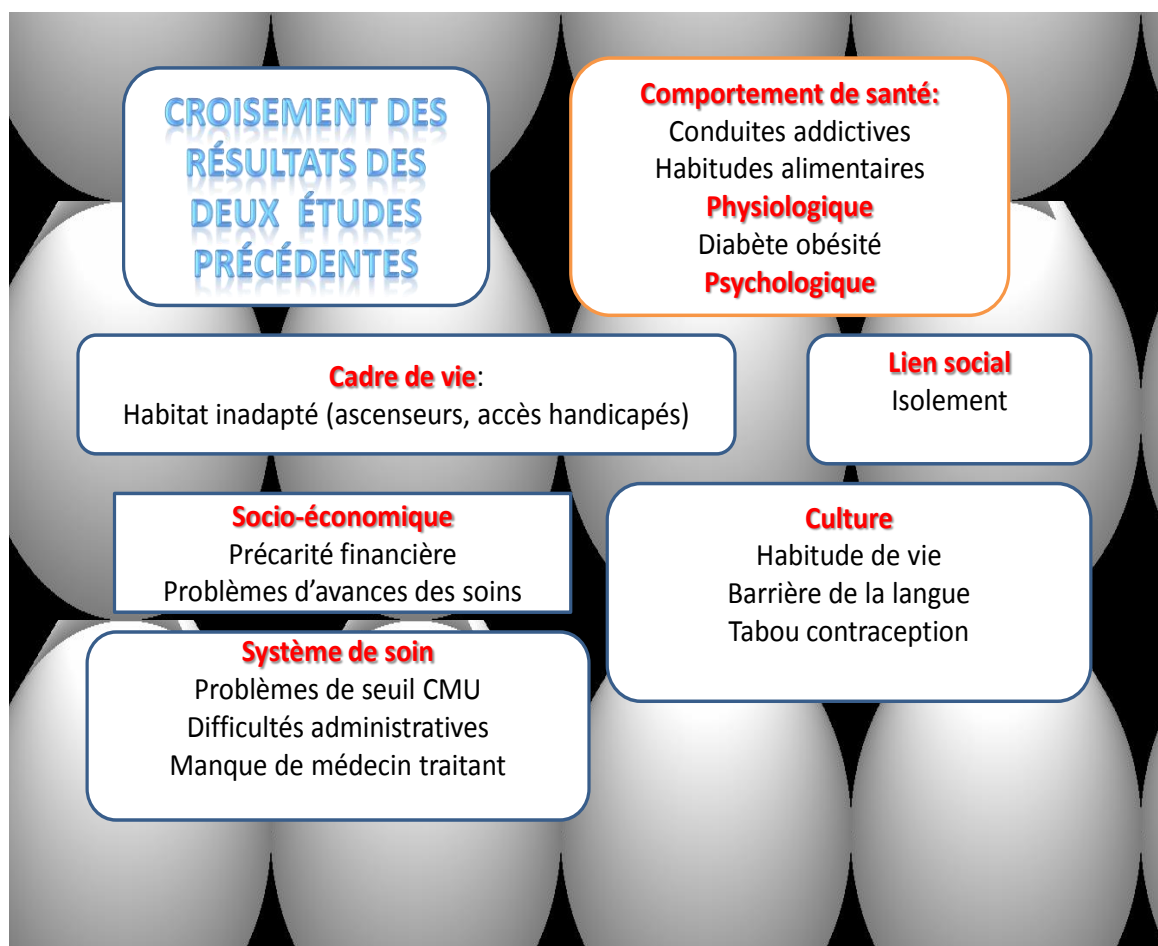 CROISEMENT DES
RÉSULTATS DES
DEUX ÉTUDES
PRÉCÉDENTES
Comportement de santé:
Conduites addictives
Habitudes alimentaires
Physiologique
Diabète obésité
Psychologique
Cadre de vie:
Habitat inadapté (ascenseurs, accès handicapés)
Lien social
Isolement
Socio-économique
Précarité financière
Problèmes d’avances des soins
Culture
Habitude de vie
Barrière de la langue
Tabou contraception
Système de soin
Problèmes de seuil CMU
Difficultés administratives
Manque de médecin traitant